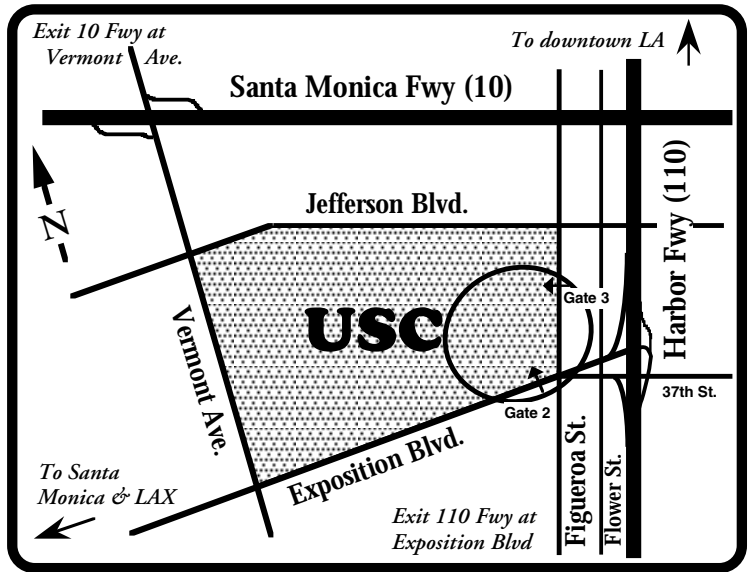 Exit 10 Fwy at
Vermont Ave.
To downtown LA
Santa Monica Fwy (10)
N
Harbor Fwy (110)
Jefferson Blvd.
Gate 3
USC
Vermont Ave.
37th St.
Gate 2
Exposition Blvd.
Figueroa St.
Flower St.
To Santa
Monica & LAX
Exit 110 Fwy at
Exposition Blvd